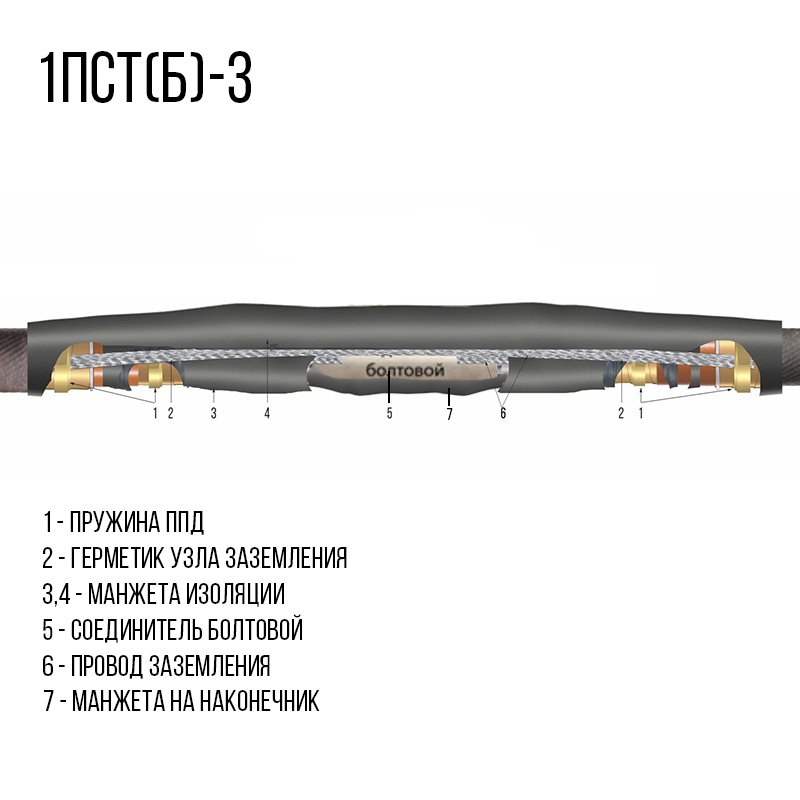 1ПСТ(Б)-3
болтовой
1 2 3 4 5 7 6 2 1
1 - ПРУЖИНА ППД
2 - ГЕРМЕТИК УЗЛА ЗАЗЕМЛЕНИЯ
3,4 - МАНЖЕТА ИЗОЛЯЦИИ
5 - СОЕДИНИТЕЛЬ БОЛТОВОЙ
6 - ПРОВОД ЗАЗЕМЛЕНИЯ
7 - МАНЖЕТА НА НАКОНЕЧНИК